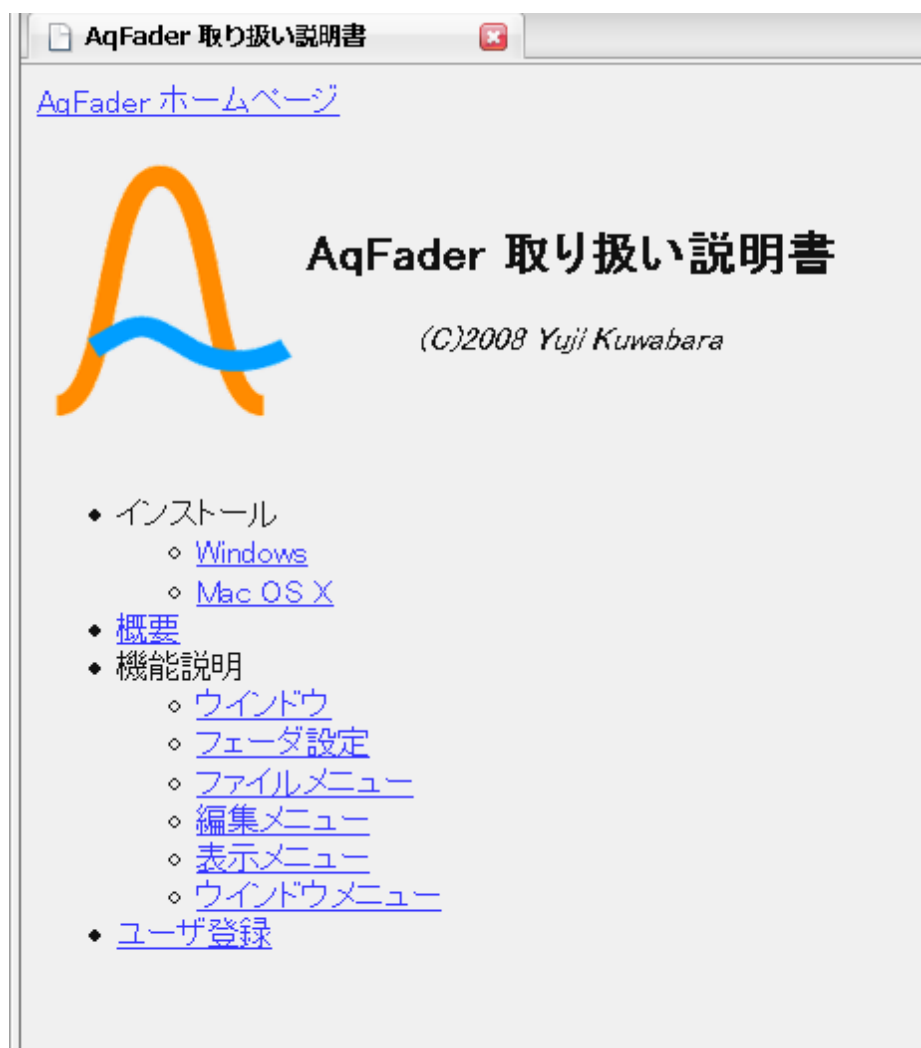 AqFader 取り扱い説明書
AqFader ホームページ
AqFader 取り扱い説明書
(C)2008 Yuji Kuwabara
インストール
Windows
Mac OS X
概要
機能説明
ウインドウ
フェーダ設定
ファイルメニュー
編集メニュー
表示メニュー
ウインドウメニュー
ユーザ登録